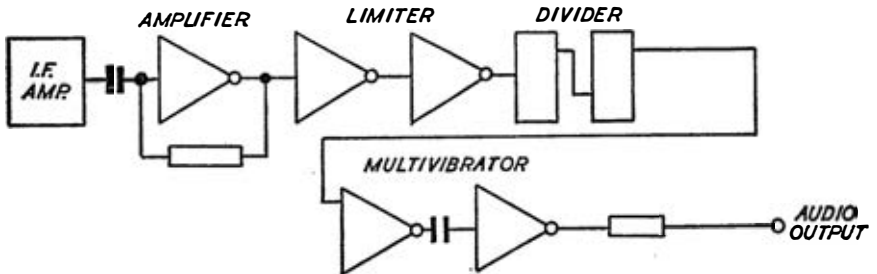 AMPLIFIER
LIMITER
DIVIDER
I.F.
AMP.
MULTIVIBRATOR
AUDIO
OUTPUT